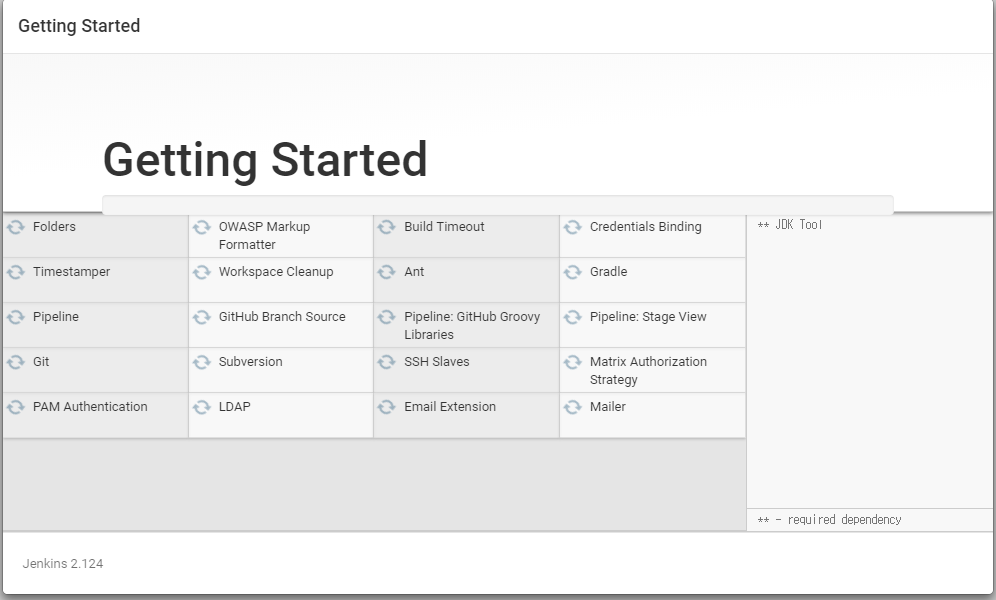 Getting Started
Getting Started
Folders
OWASP Markup
Formatter
Build Timeout
Credentials Binding
** JDK Tool
Timestamper
Workspace Cleanup
Ant
Gradle
Pipeline
GitHub Branch Source
Pipeline: GitHub Groovy
Libraries
Pipeline: Stage View
Git
Subversion
SSH Slaves
Matrix Authorization
Strategy
PAM Authentication
LDAP
Email Extension
Mailer
** - required dependency
Jenkins 2.124